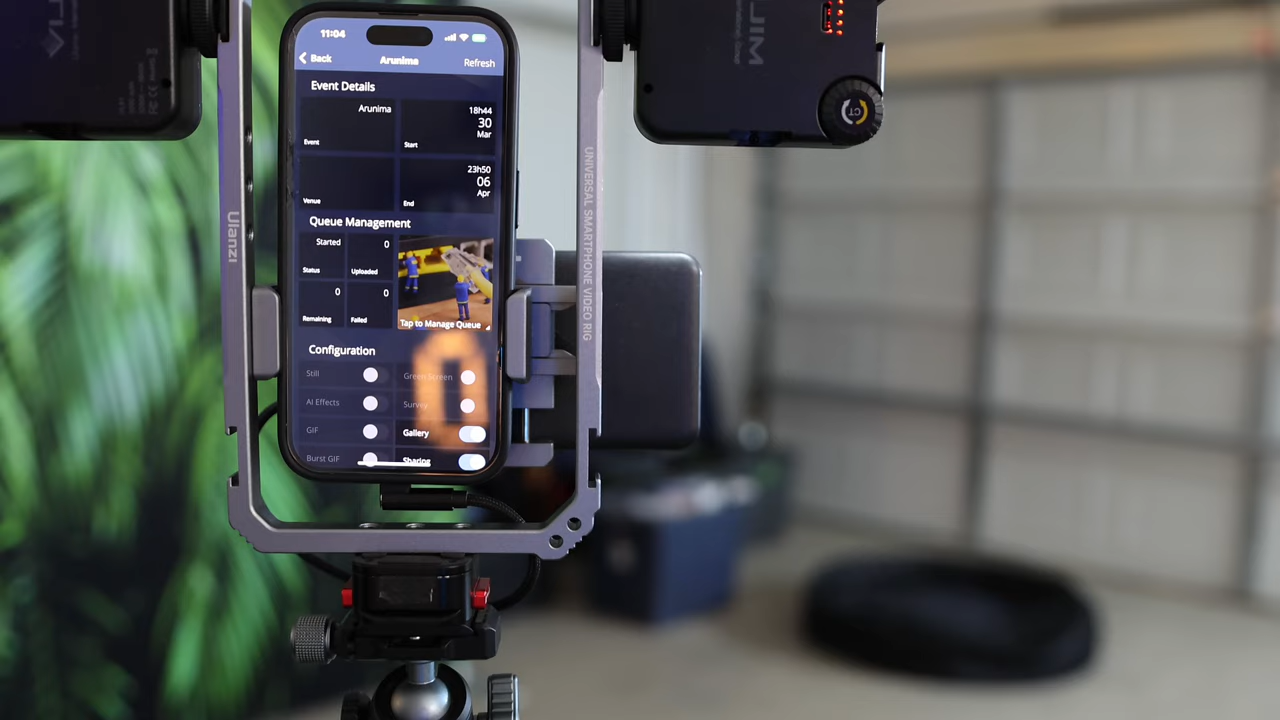 11:04
Back
Arunima
Refresh
Event Details
Arunima
Event
18h44
30
Mar
Start
Venue
23h50
06
Apr
End
Queue Management
Started
Status
0
Uploaded
0
Remaining
0
Failed
Tap to Manage Queue
Configuration
Still
Green Screen
AI Effects
Survey
GIF
Gallery
Burst GIF
Sharing
Ulanzi
UNIVERSAL SMARTPHONE VIDEO RIG
CT